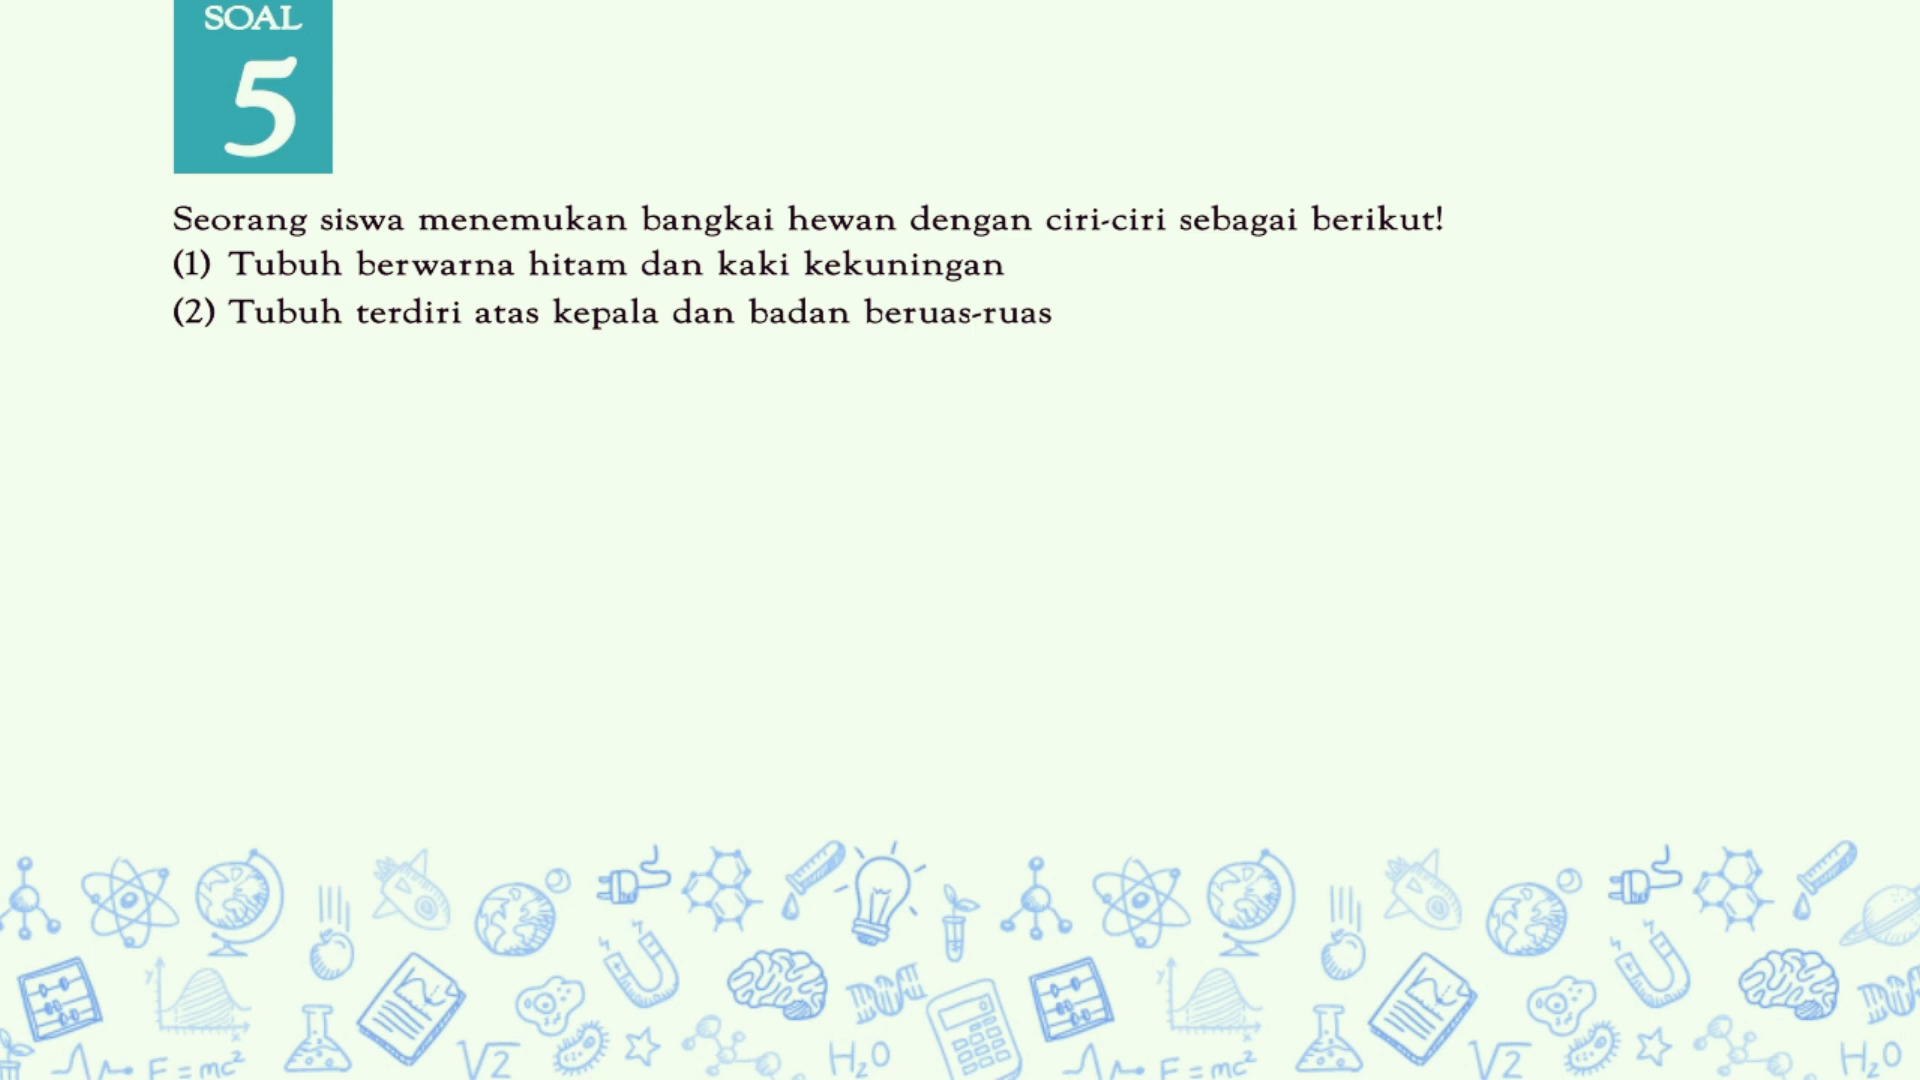 SOAL
5
Seorang siswa menemukan bangkai hewan dengan ciri-ciri sebagai berikut!
(1) Tubuh berwarna hitam dan kaki kekuningan
(2) Tubuh terdiri atas kepala dan badan beruas-ruas
y
x
E=mc²
√2
H₂O
y
x
E=mc²
√2
H₂O